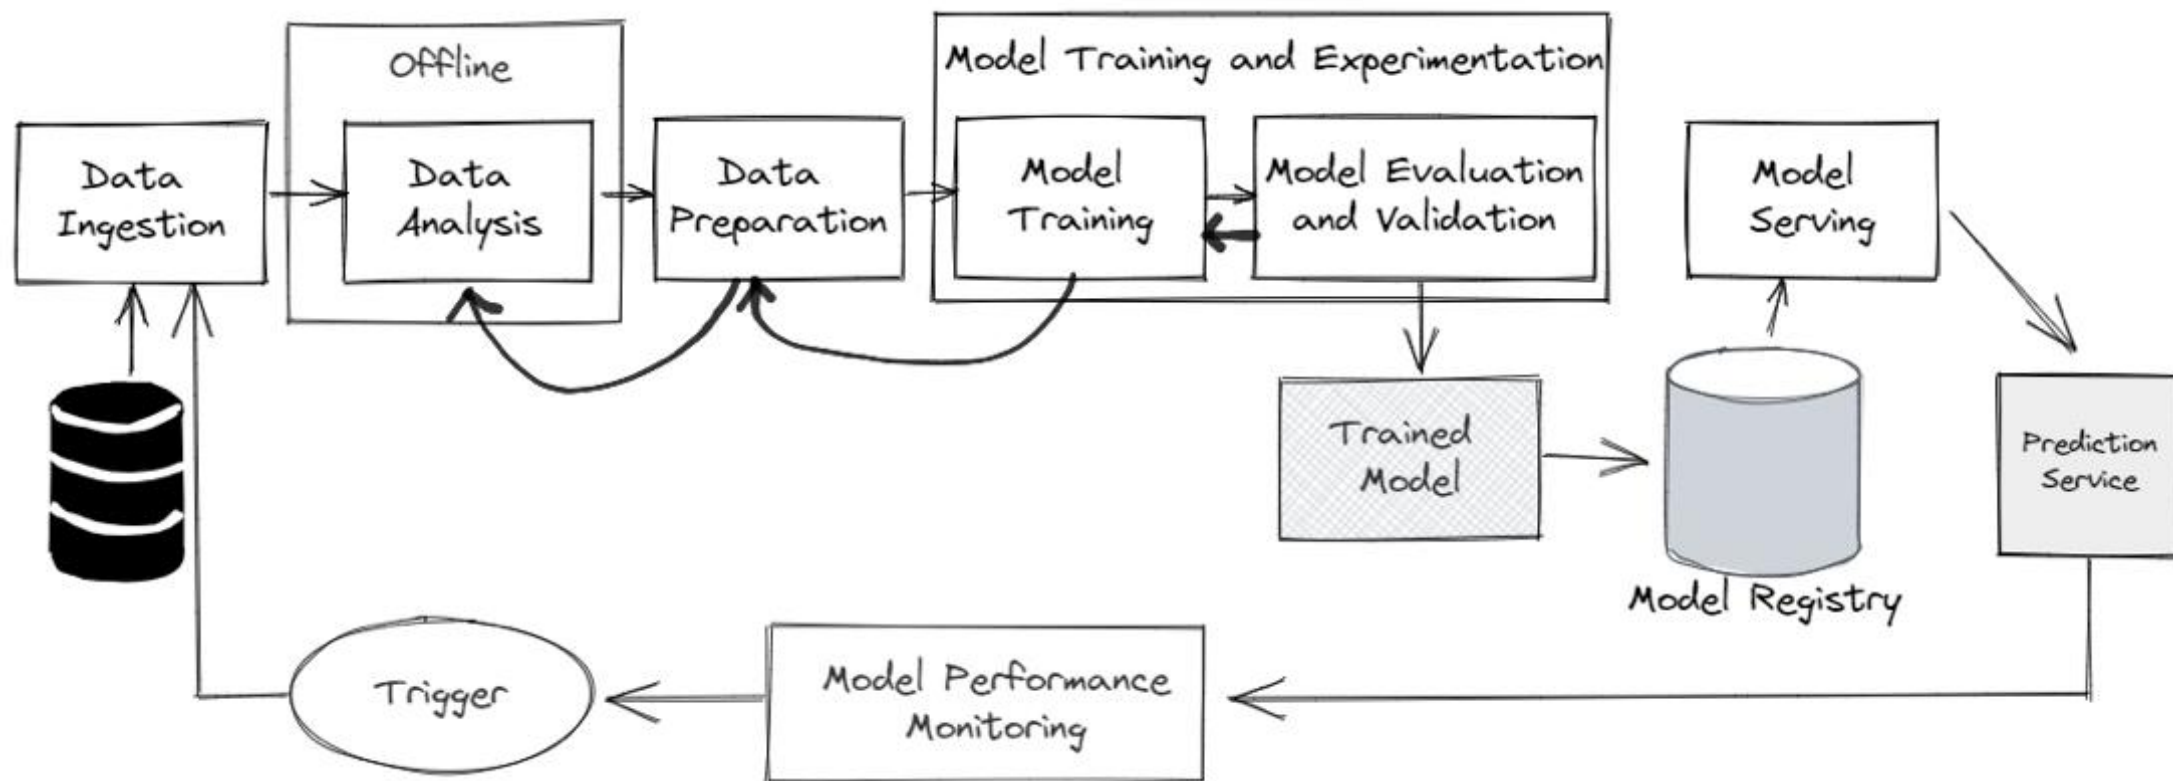 Offline
Model Training and Experimentation
Data
Ingestion
Data
Analysis
Data
Preparation
Model
Training
Model Evaluation
and Validation
Model
Serving
Trained
Model
Prediction
Service
Model Registry
Trigger
Model Performance
Monitoring